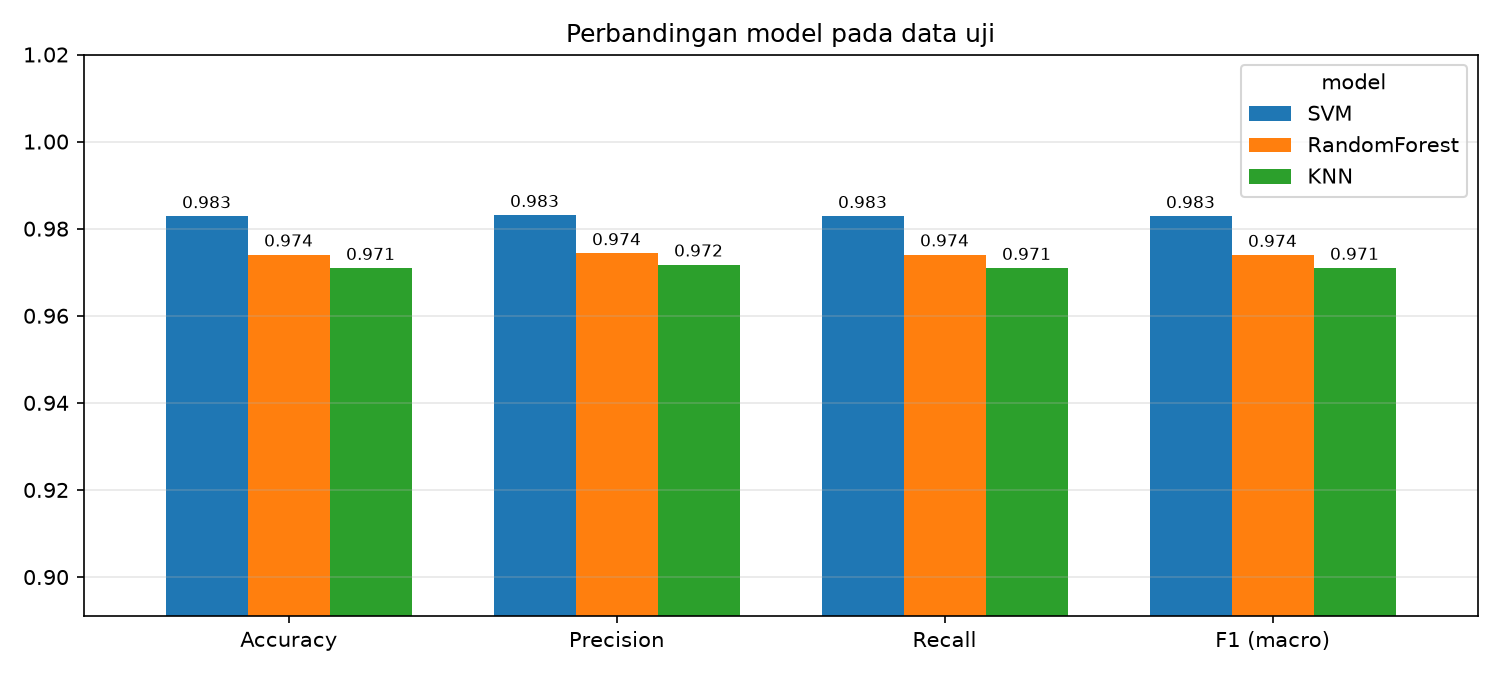 Perbandingan model pada data uji
1.02
1.00
0.98
0.96
0.94
0.92
0.90
model
SVM
RandomForest
KNN
0.983
0.974
0.971
0.983
0.974
0.972
0.983
0.974
0.971
0.983
0.974
0.971
Accuracy
Precision
Recall
F1 (macro)